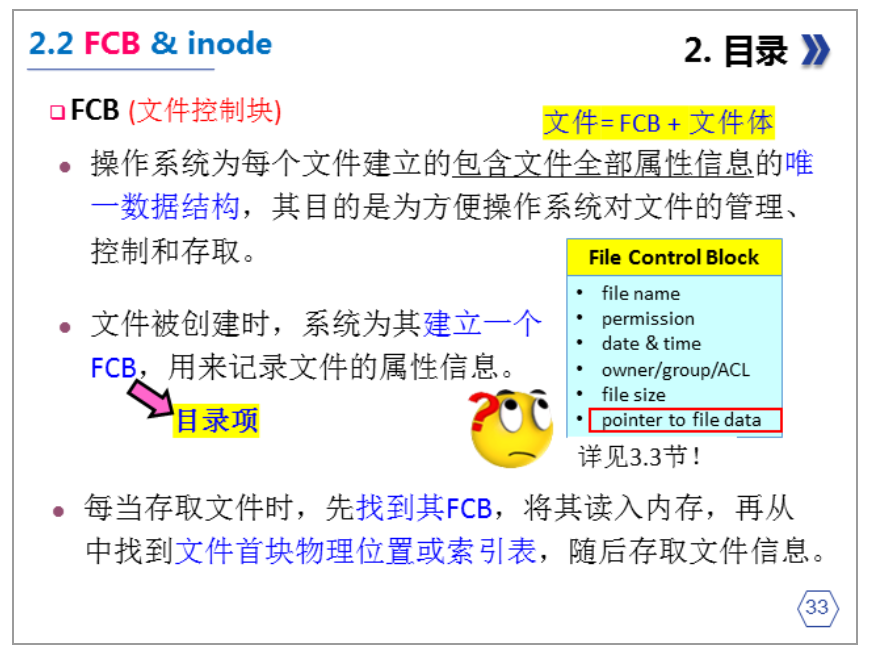 2.2 FCB & inode
2. 目录
FCB (文件控制块)
文件= FCB + 文件体
• 操作系统为每个文件建立的包含文件全部属性信息的唯
一数据结构，其目的是为方便操作系统对文件的管理、
控制和存取。
File Control Block
• file name
• permission
• date & time
• owner/group/ACL
• file size
• pointer to file data
详见3.3节！
• 文件被创建时，系统为其建立一个
FCB，用来记录文件的属性信息。
目录项
• 每当存取文件时，先找到其FCB，将其读入内存，再从
中找到文件首块物理位置或索引表，随后存取文件信息。
33